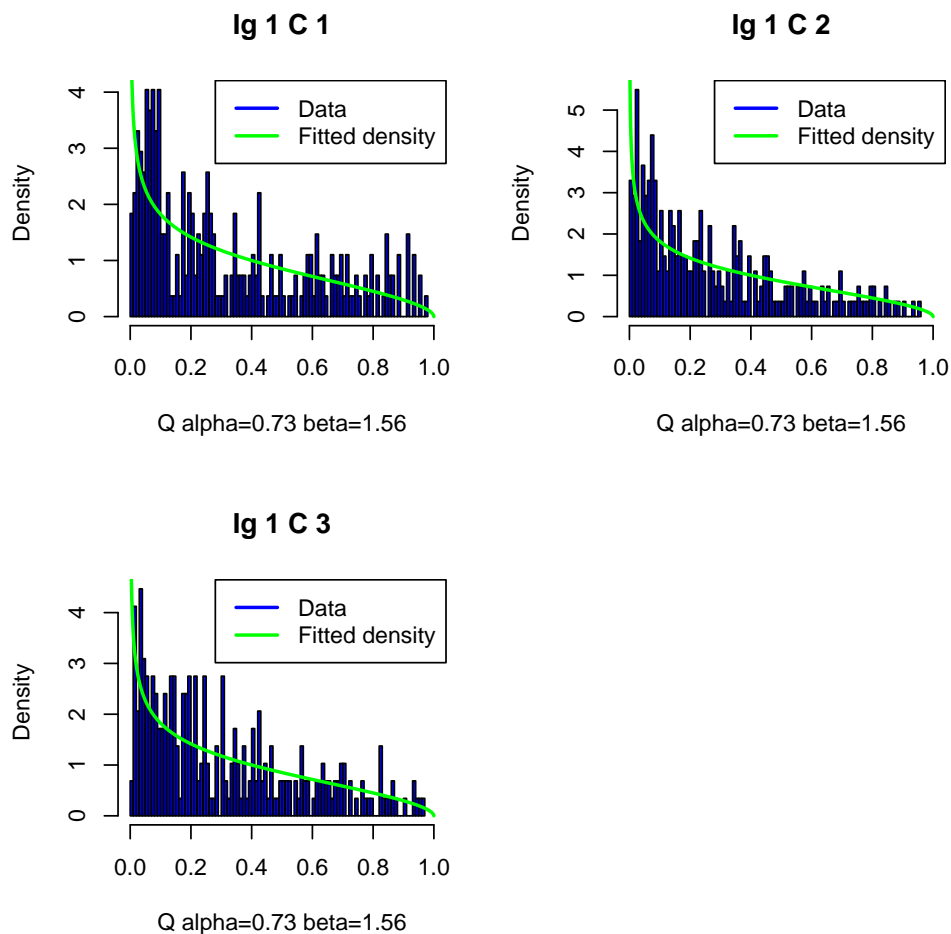 Ig 1 C 1
Density
0 1 2 3 4
Data
Fitted density
0.0 0.2 0.4 0.6 0.8 1.0
Q alpha=0.73 beta=1.56
Ig 1 C 2
Density
0 1 2 3 4 5
Data
Fitted density
0.0 0.2 0.4 0.6 0.8 1.0
Q alpha=0.73 beta=1.56
Ig 1 C 3
Density
0 1 2 3 4
Data
Fitted density
0.0 0.2 0.4 0.6 0.8 1.0
Q alpha=0.73 beta=1.56